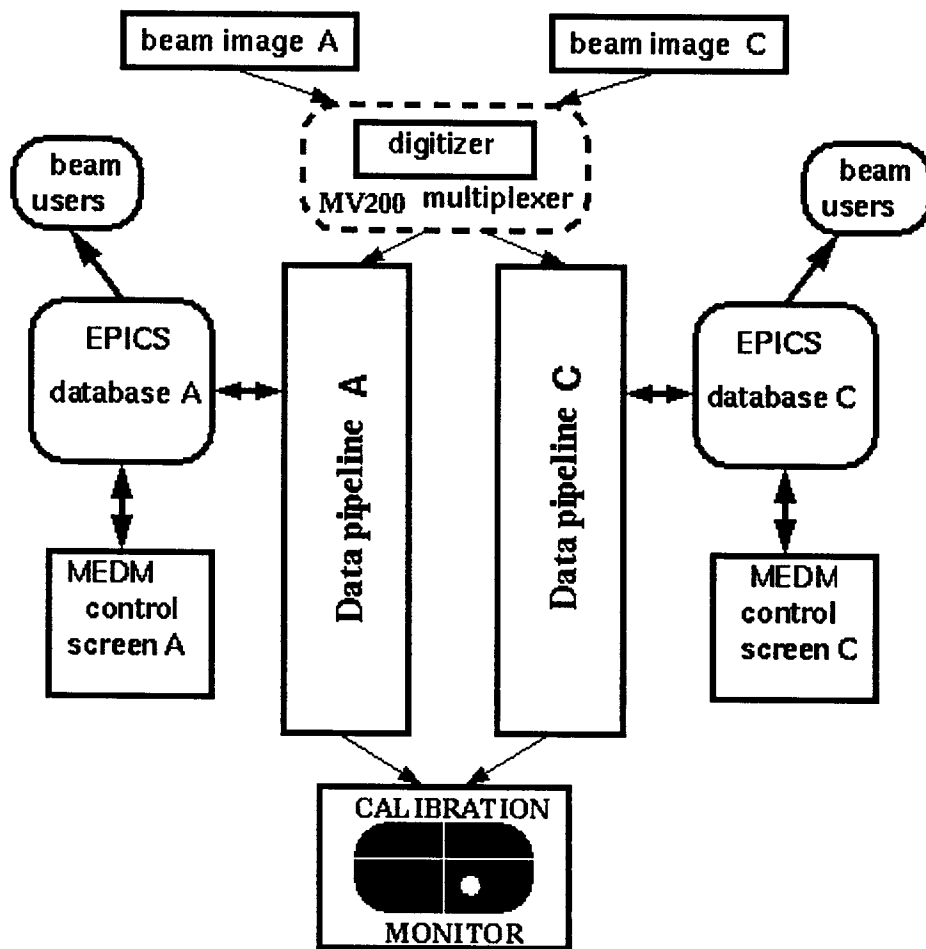 beam image A
beam image C
digitizer
MV200 multiplexer
beam
users
beam
users
EPICS
database A
Data pipeline A
Data pipeline C
EPICS
database C
MEDM
control
screen A
MEDM
control
screen C
CALIBRATION
MONITOR